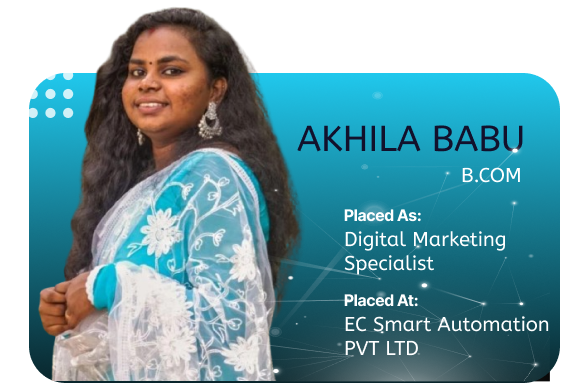 AKHILA BABU
B.COM
Placed As:
Digital Marketing
Specialist
Placed At:
EC Smart Automation
PVT LTD